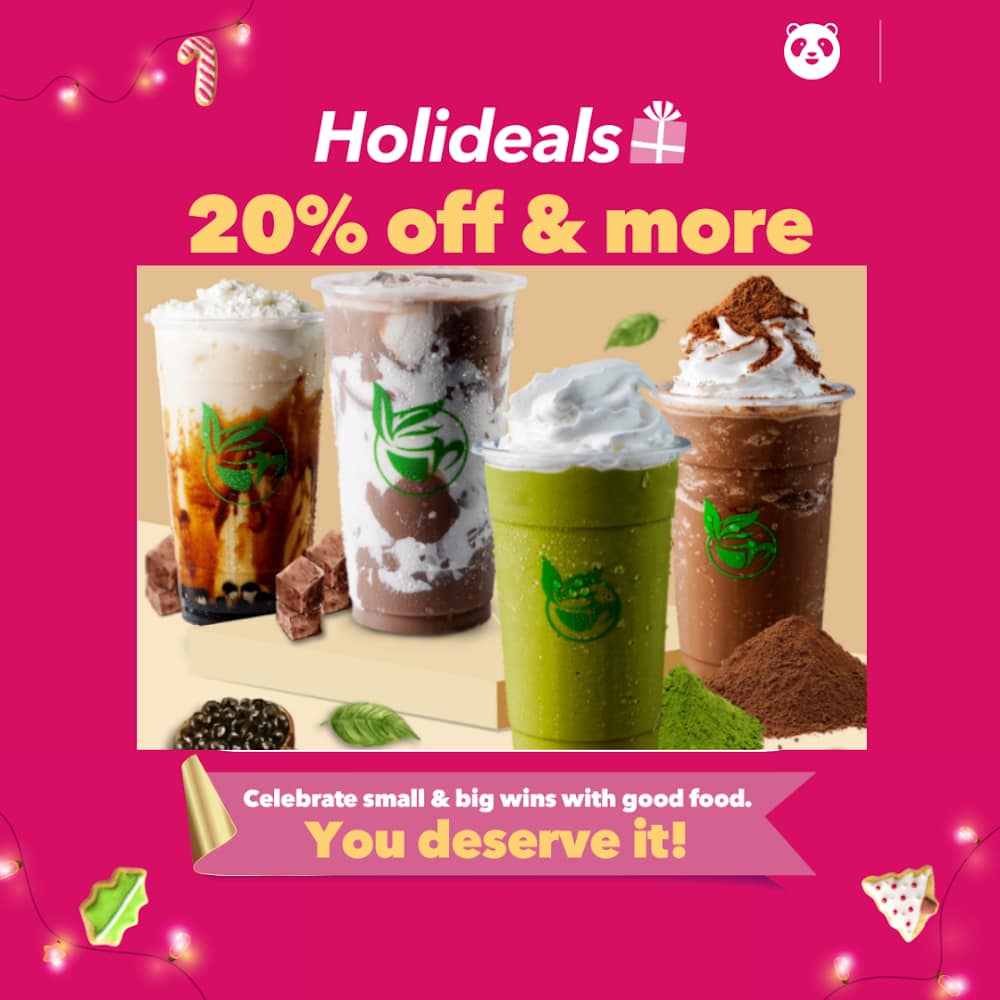 Holideals
20% off & more
Celebrate small & big wins with good food.
You deserve it!